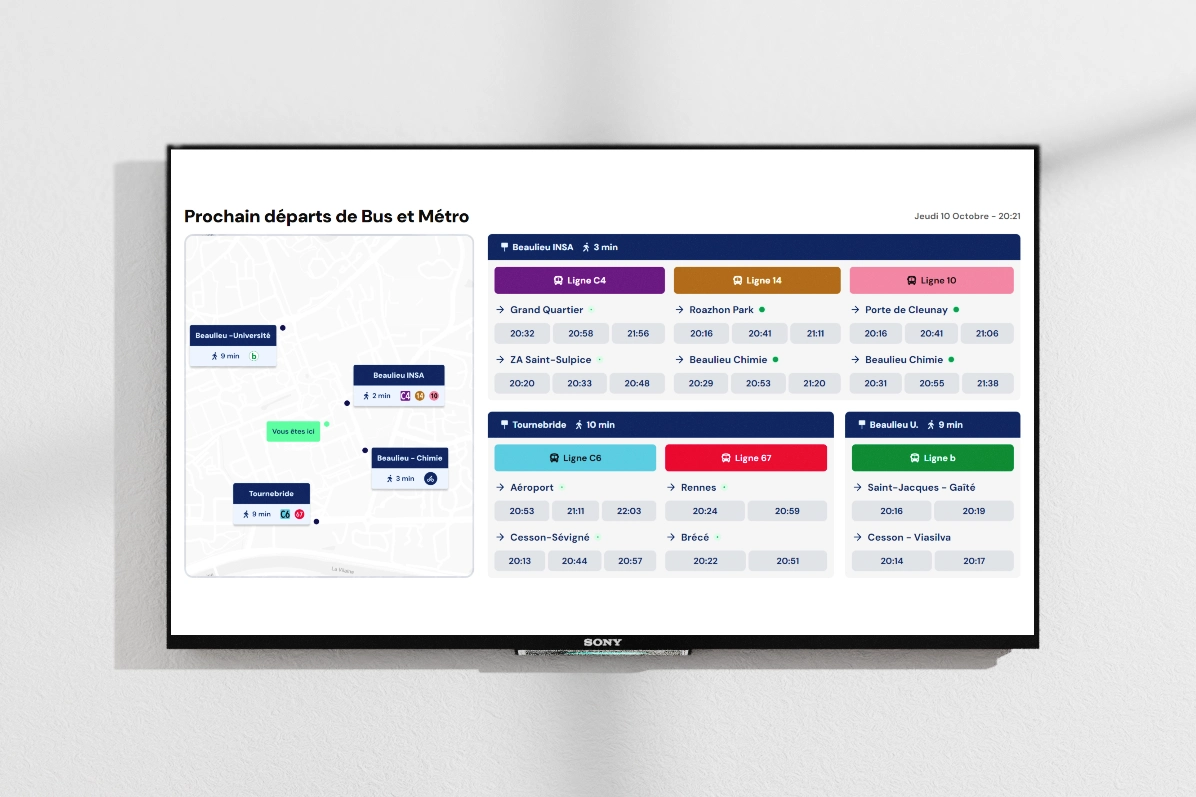 Prochain départs de Bus et Métro
Jeudi 10 Octobre - 20:21
Beaulieu -Université
9 min b
Beaulieu INSA
2 min C4 14 10
Vous êtes ici
Beaulieu - Chimie
3 min
Tournebride
9 min C6 67
La Vilaine
Beaulieu INSA 3 min
Ligne C4
Grand Quartier
20:32 20:58 21:56
ZA Saint-Sulpice
20:20 20:33 20:48
Ligne 14
Roazhon Park
20:16 20:41 21:11
Beaulieu Chimie
20:29 20:53 21:20
Ligne 10
Porte de Cleunay
20:16 20:41 21:06
Beaulieu Chimie
20:31 20:55 21:38
Tournebride 10 min
Ligne C6
Aéroport
20:53 21:11 22:03
Cesson-Sévigné
20:13 20:44 20:57
Ligne 67
Rennes
20:24 20:59
Brécé
20:22 20:51
Beaulieu U. 9 min
Ligne b
Saint-Jacques - Gaîté
20:16 20:19
Cesson - Viasilva
20:14 20:17
SONY